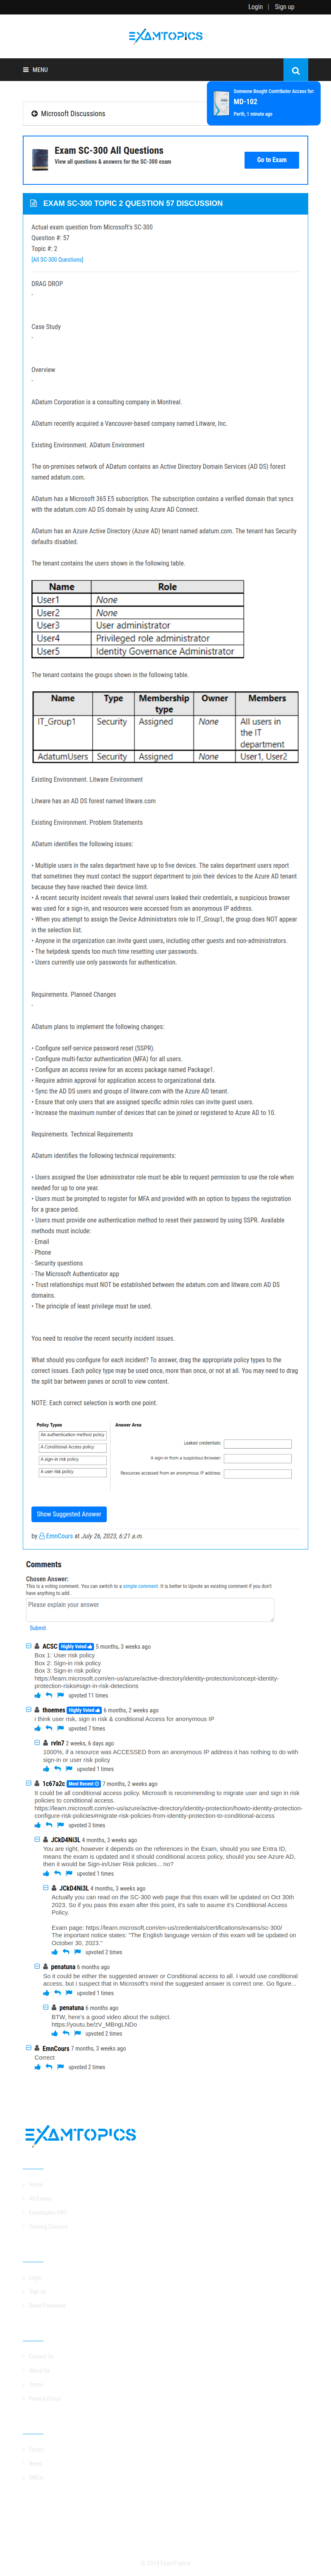 Login | Sign up
EXAMTOPICS
MENU
Someone Bought Contributor Access for:
MD-102
Perth, 1 minute ago
Microsoft Discussions
Exam SC-300 All Questions
View all questions & answers for the SC-300 exam
Go to Exam
EXAM SC-300 TOPIC 2 QUESTION 57 DISCUSSION
Actual exam question from Microsoft's SC-300
Question #: 57
Topic #: 2
[All SC-300 Questions]
DRAG DROP
-
Case Study
-
Overview
-
ADatum Corporation is a consulting company in Montreal.
ADatum recently acquired a Vancouver-based company named Litware, Inc.
Existing Environment. ADatum Environment
The on-premises network of ADatum contains an Active Directory Domain Services (AD DS) forest
named adatum.com.
ADatum has a Microsoft 365 E5 subscription. The subscription contains a verified domain that syncs
with the adatum.com AD DS domain by using Azure AD Connect.
ADatum has an Azure Active Directory (Azure AD) tenant named adatum.com. The tenant has Security
defaults disabled.
The tenant contains the users shown in the following table.
Name Role
User1 None
User2 None
User3 User administrator
User4 Privileged role administrator
User5 Identity Governance Administrator
The tenant contains the groups shown in the following table.
Name Type Membership type Owner Members
IT_Group1 Security Assigned None All users in the IT department
AdatumUsers Security Assigned None User1, User2
Existing Environment. Litware Environment
Litware has an AD DS forest named litware.com
Existing Environment. Problem Statements
ADatum identifies the following issues:
• Multiple users in the sales department have up to five devices. The sales department users report
that sometimes they must contact the support department to join their devices to the Azure AD tenant
because they have reached their device limit.
• A recent security incident reveals that several users leaked their credentials, a suspicious browser
was used for a sign-in, and resources were accessed from an anonymous IP address.
• When you attempt to assign the Device Administrators role to IT_Group1, the group does NOT appear
in the selection list.
• Anyone in the organization can invite guest users, including other guests and non-administrators.
• The helpdesk spends too much time resetting user passwords.
• Users currently use only passwords for authentication.
Requirements. Planned Changes
-
ADatum plans to implement the following changes:
• Configure self-service password reset (SSPR).
• Configure multi-factor authentication (MFA) for all users.
• Configure an access review for an access package named Package1.
• Require admin approval for application access to organizational data.
• Sync the AD DS users and groups of litware.com with the Azure AD tenant.
• Ensure that only users that are assigned specific admin roles can invite guest users.
• Increase the maximum number of devices that can be joined or registered to Azure AD to 10.
Requirements. Technical Requirements
ADatum identifies the following technical requirements:
• Users assigned the User administrator role must be able to request permission to use the role when
needed for up to one year.
• Users must be prompted to register for MFA and provided with an option to bypass the registration
for a grace period.
• Users must provide one authentication method to reset their password by using SSPR. Available
methods must include:
- Email
- Phone
- Security questions
- The Microsoft Authenticator app
• Trust relationships must NOT be established between the adatum.com and litware.com AD DS
domains.
• The principle of least privilege must be used.
You need to resolve the recent security incident issues.
What should you configure for each incident? To answer, drag the appropriate policy types to the
correct issues. Each policy type may be used once, more than once, or not at all. You may need to drag
the split bar between panes or scroll to view content.
NOTE: Each correct selection is worth one point.
Policy Types Answer Area
An authentication method policy
A Conditional Access policy
A sign-in risk policy
A user risk policy
Leaked credentials:
A sign-in from a suspicious browser:
Resources accessed from an anonymous IP address:
Show Suggested Answer
by EmnCours at July 26, 2023, 6:21 a.m.
Comments
Chosen Answer:
This is a voting comment. You can switch to a simple comment. It is better to Upvote an existing comment if you don't
have anything to add.
Please explain your answer
Submit
ACSC Highly Voted 5 months, 3 weeks ago
Box 1: User risk policy
Box 2: Sign-in risk policy
Box 3: Sign-in risk policy
https://learn.microsoft.com/en-us/azure/active-directory/identity-protection/concept-identity-
protection-risks#sign-in-risk-detections
upvoted 11 times
thoemes Highly Voted 6 months, 2 weeks ago
i think user risk, sign in risk & conditional Access for anonymous IP
upvoted 7 times
rvln7 2 weeks, 6 days ago
1000%, if a resource was ACCESSED from an anonymous IP address it has nothing to do with
sign-in or user risk policy
upvoted 1 times
1c67a2c Most Recent 7 months, 2 weeks ago
It could be all conditional access policy. Microsoft is recommending to migrate user and sign in risk
policies to conditional access.
https://learn.microsoft.com/en-us/azure/active-directory/identity-protection/howto-identity-protection-
configure-risk-policies#migrate-risk-policies-from-identity-protection-to-conditional-access
upvoted 3 times
JCkD4Ni3L 4 months, 3 weeks ago
You are right, however it depends on the references in the Exam, should you see a Entra ID,
means the exam is updated and it should conditional access policy, should you see Azure AD,
then it would be Sign-in/User Risk policies... no?
upvoted 1 times
JCkD4Ni3L 4 months, 3 weeks ago
Actually you can read on the SC-300 web page that this exam will be updated on Oct 30th
2023. So if you pass this exam after this point, it's safe to asume it's Conditional Access
Policy,
Exam page: https://learn.microsoft.com/en-us/credentials/certifications/exams/sc-300/
The important notice states: "The English language version of this exam will be updated on
October 30, 2023."
upvoted 2 times
penatuna 6 months ago
So it could be either the suggested answer or Conditional access to all. I would use conditional,
but i suspect that in Microsoft's mind the suggested answer is correct one. Go figure...
upvoted 1 times
penatuna 6 months ago
BTW, here's a good video about the subject.
https://youtu.be/zV_MBngLNDo
upvoted 2 times
EmnCours 7 months, 3 weeks ago
Correct
upvoted 2 times
EXAMTOPICS